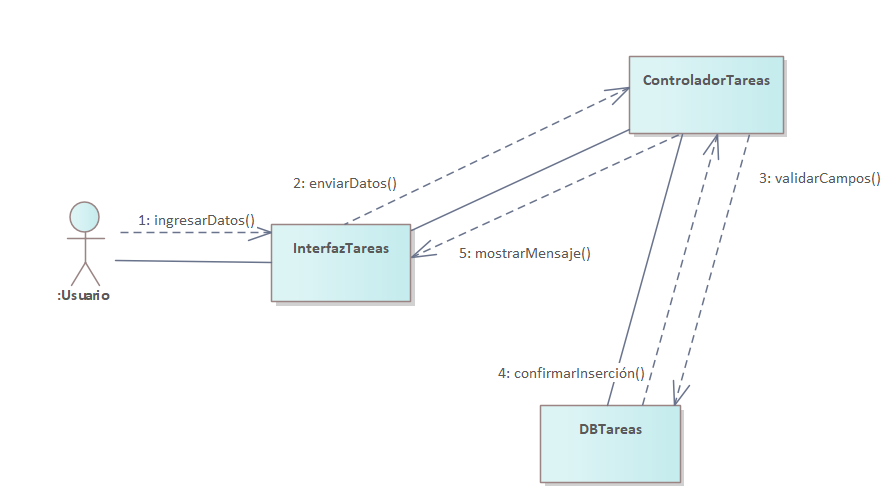 ControladorTareas
3: validarCampos()
2: enviarDatos()
1: ingresarDatos()
InterfazTareas
5: mostrarMensaje()
:Usuario
4: confirmarInserción()
DBTareas